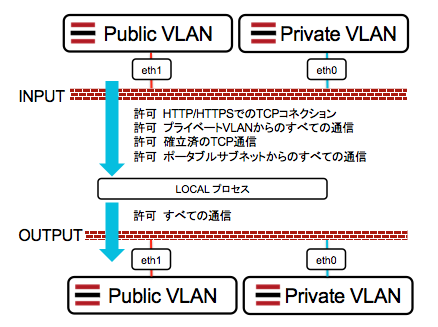 Public VLAN
Private VLAN
eth1
eth0
INPUT
許可 HTTP/HTTPSでのTCPコネクション
許可 プライベートVLANからのすべての通信
許可 確立済のTCP通信
許可 ポータブルサブネットからのすべての通信
LOCAL プロセス
許可 すべての通信
OUTPUT
eth1
eth0
Public VLAN
Private VLAN